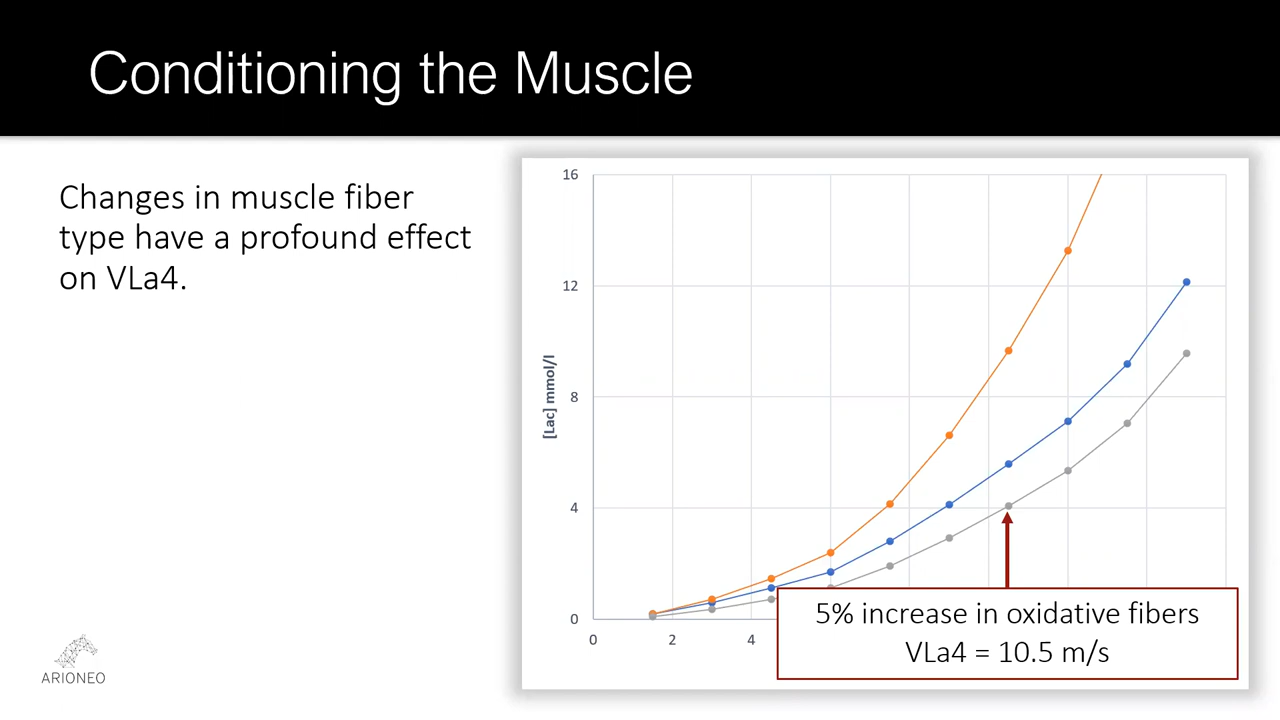 Conditioning the Muscle
Changes in muscle fiber
type have a profound effect
on VLa4.
16
12
8
4
0
[Lac] mmol/l
0 2 4
5% increase in oxidative fibers
VLa4 = 10.5 m/s
ARIONEO